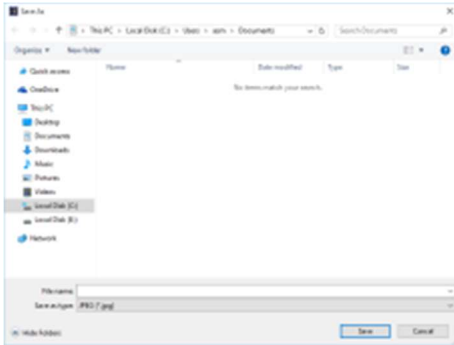 Save As
This PC > Local Disk (C:) > Users > asm > Documents
Search Documents
Organize
New folder
Name
Date modified
Type
Size
No items match your search.
Quick access
OneDrive
This PC
Desktop
Documents
Downloads
Music
Pictures
Videos
Local Disk (C:)
Local Disk (E:)
Network
File name:
Save as type: JPEG (*.jpg)
Hide Folders
Save
Cancel